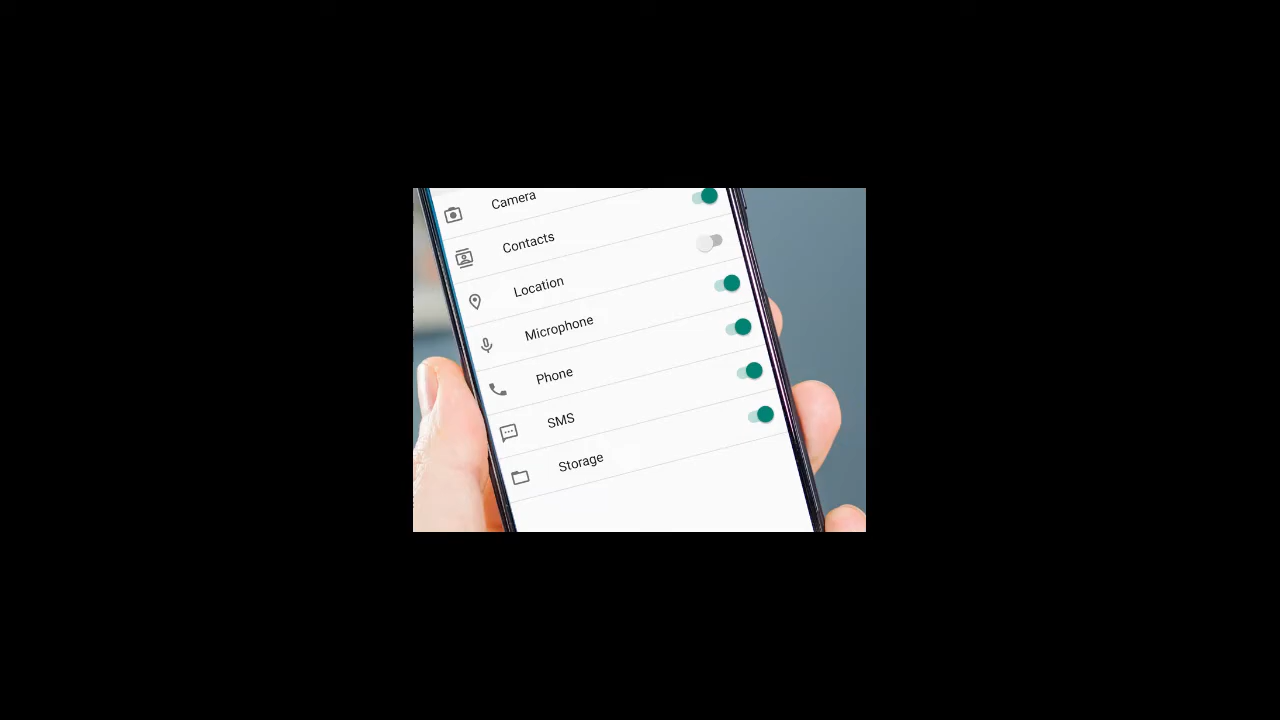 Camera
Contacts
Location
Microphone
Phone
SMS
Storage